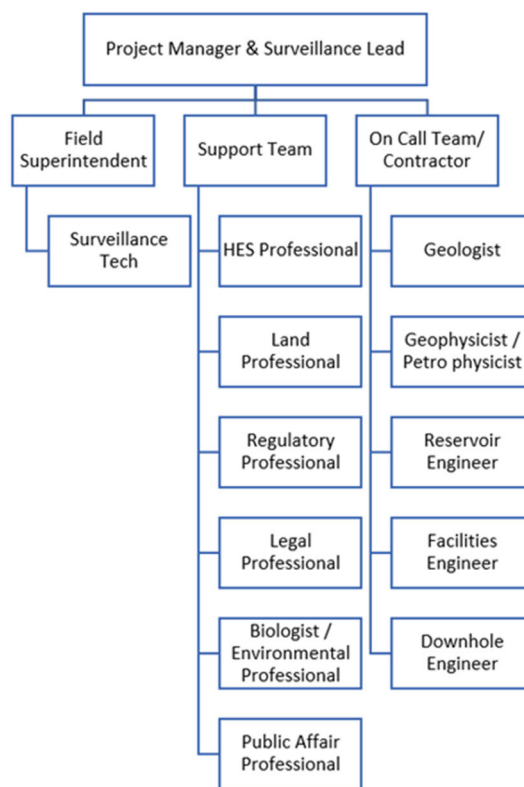 Project Manager & Surveillance Lead
Field
Superintendent
Surveillance
Tech
Support Team
HES Professional
Land
Professional
Regulatory
Professional
Legal
Professional
Biologist /
Environmental
Professional
Public Affair
Professional
On Call Team/
Contractor
Geologist
Geophysicist /
Petro physicist
Reservoir
Engineer
Facilities
Engineer
Downhole
Engineer